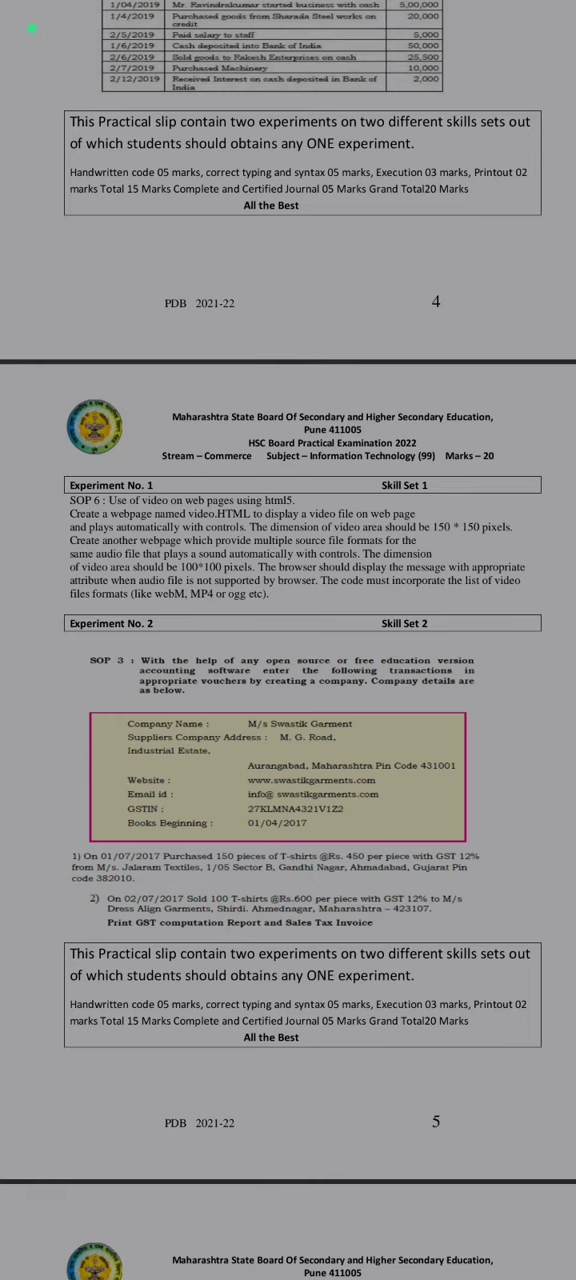 1/04/2019 Mr. Ravindrakumar started business with cash 5,00,000
1/4/2019 Purchased goods from Sharada Steel works on 20,000
credit
2/5/2019 Paid salary to staff 5,000
1/6/2019 Cash deposited into Bank of India 50,000
2/6/2019 Sold goods to Rakesh Enterprises on cash 25,500
2/7/2019 Purchased Machinery 10,000
2/12/2019 Received Interest on cash deposited in Bank of 2,000
India
This Practical slip contain two experiments on two different skills sets out
of which students should obtains any ONE experiment.
Handwritten code 05 marks, correct typing and syntax 05 marks, Execution 03 marks, Printout 02
marks Total 15 Marks Complete and Certified Journal 05 Marks Grand Total20 Marks
All the Best
PDB 2021-22 4
Maharashtra State Board Of Secondary and Higher Secondary Education,
Pune 411005
HSC Board Practical Examination 2022
Stream – Commerce Subject – Information Technology (99) Marks – 20
Experiment No. 1 Skill Set 1
SOP 6 : Use of video on web pages using html5.
Create a webpage named video.HTML to display a video file on web page
and plays automatically with controls. The dimension of video area should be 150 * 150 pixels.
Create another webpage which provide multiple source file formats for the
same audio file that plays a sound automatically with controls. The dimension
of video area should be 100*100 pixels. The browser should display the message with appropriate
attribute when audio file is not supported by browser. The code must incorporate the list of video
files formats (like webM, MP4 or ogg etc).
Experiment No. 2 Skill Set 2
SOP 3 : With the help of any open source or free education version
accounting software enter the following transactions in
appropriate vouchers by creating a company. Company details are
as below.
Company Name : M/s Swastik Garment
Suppliers Company Address : M. G. Road,
Industrial Estate,
Aurangabad, Maharashtra Pin Code 431001
Website : www.swastikgarments.com
Email id : info@ swastikgarments.com
GSTIN : 27KLMNA4321V1Z2
Books Beginning : 01/04/2017
1) On 01/07/2017 Purchased 150 pieces of T-shirts @Rs. 450 per piece with GST 12%
from M/s. Jalaram Textiles, 1/05 Sector B, Gandhi Nagar, Ahmadabad, Gujarat Pin
code 382010.
2) On 02/07/2017 Sold 100 T-shirts @Rs.600 per piece with GST 12% to M/s
Dress Align Garments, Shirdi. Ahmednagar, Maharashtra – 423107.
Print GST computation Report and Sales Tax Invoice
This Practical slip contain two experiments on two different skills sets out
of which students should obtains any ONE experiment.
Handwritten code 05 marks, correct typing and syntax 05 marks, Execution 03 marks, Printout 02
marks Total 15 Marks Complete and Certified Journal 05 Marks Grand Total20 Marks
All the Best
PDB 2021-22 5
Maharashtra State Board Of Secondary and Higher Secondary Education,
Pune 411005